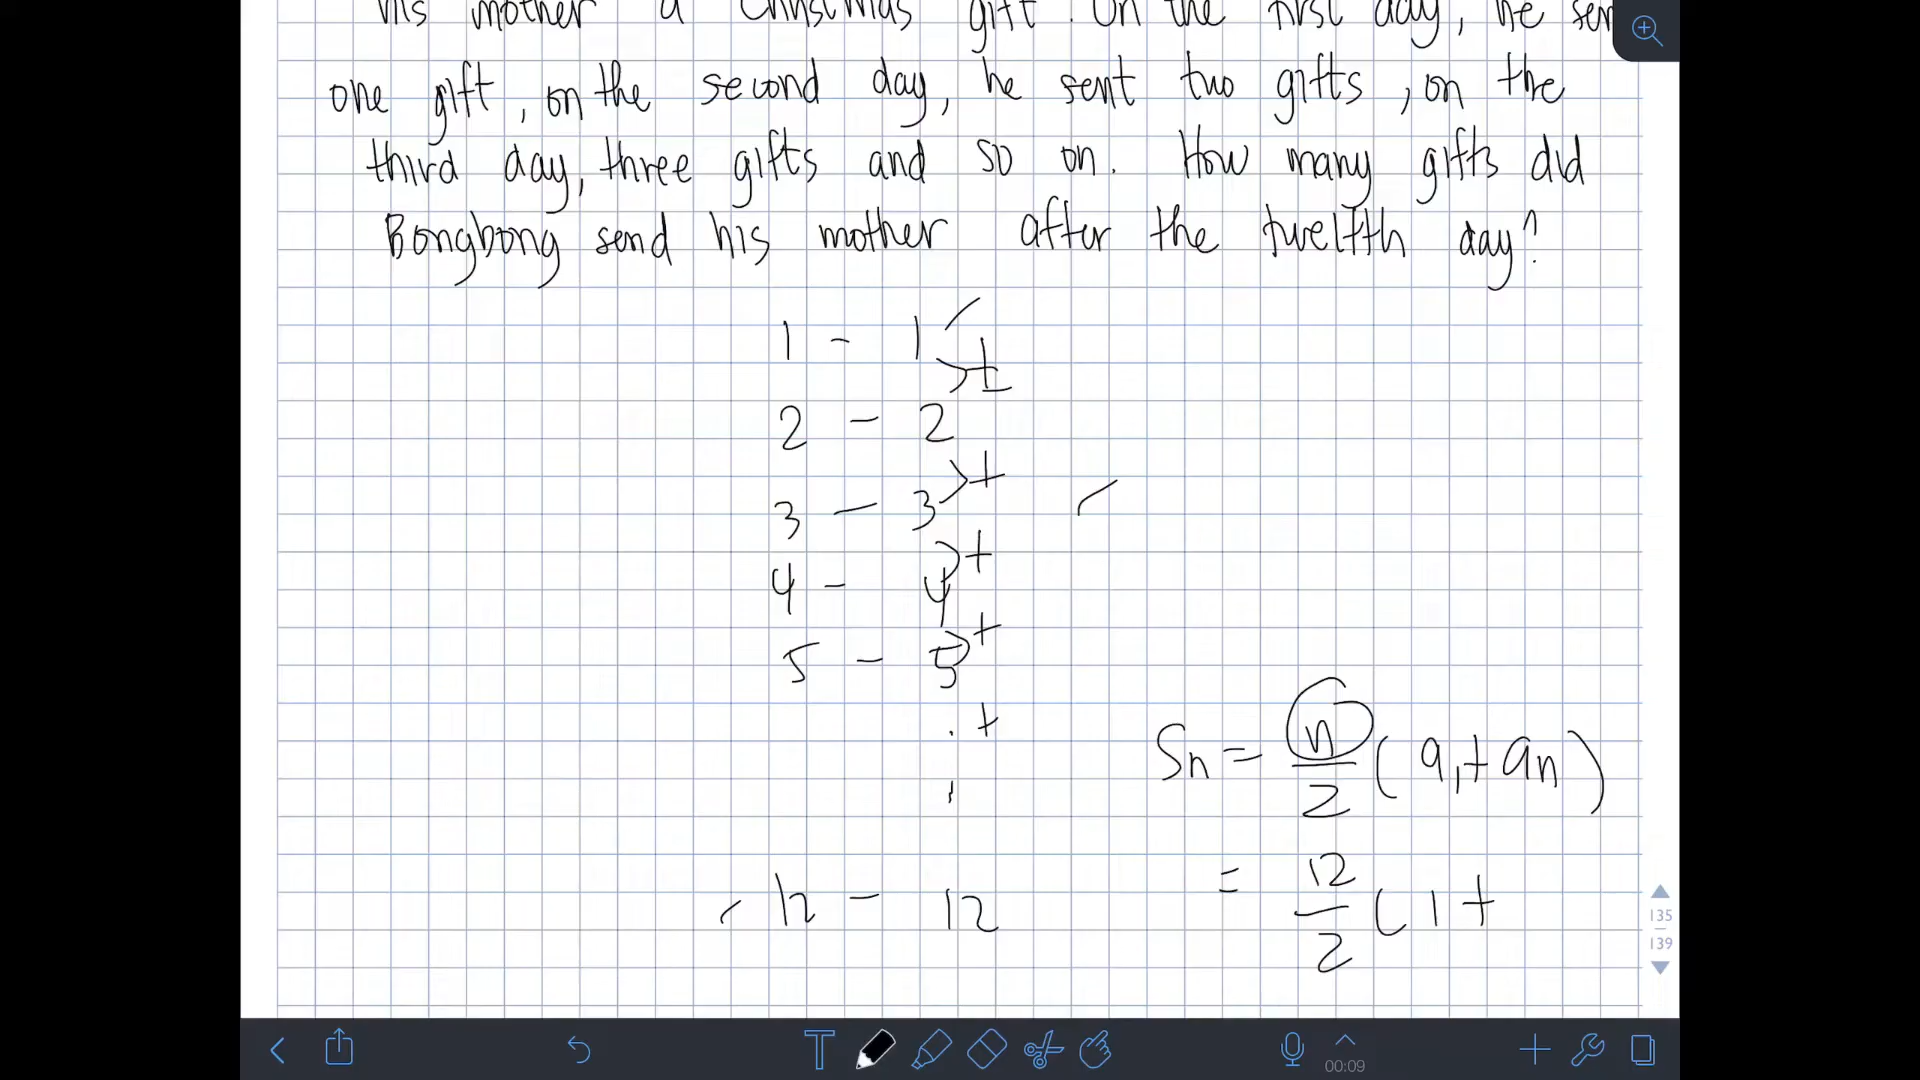 his mother a Christmas gift. On the first day, he sen
one gift, on the second day, he sent two gifts, on the
third day, three gifts and so on. How many gifts did
Bongbong send his mother after the twelfth day?
1 - 1
+
2 - 2
+
3 - 3
+
4 - 4
+
5 - 5
. +
.
12 - 12
Sn = n/2 ( a1 + an )
= 12/2 ( 1 +
135
139
T
00:09